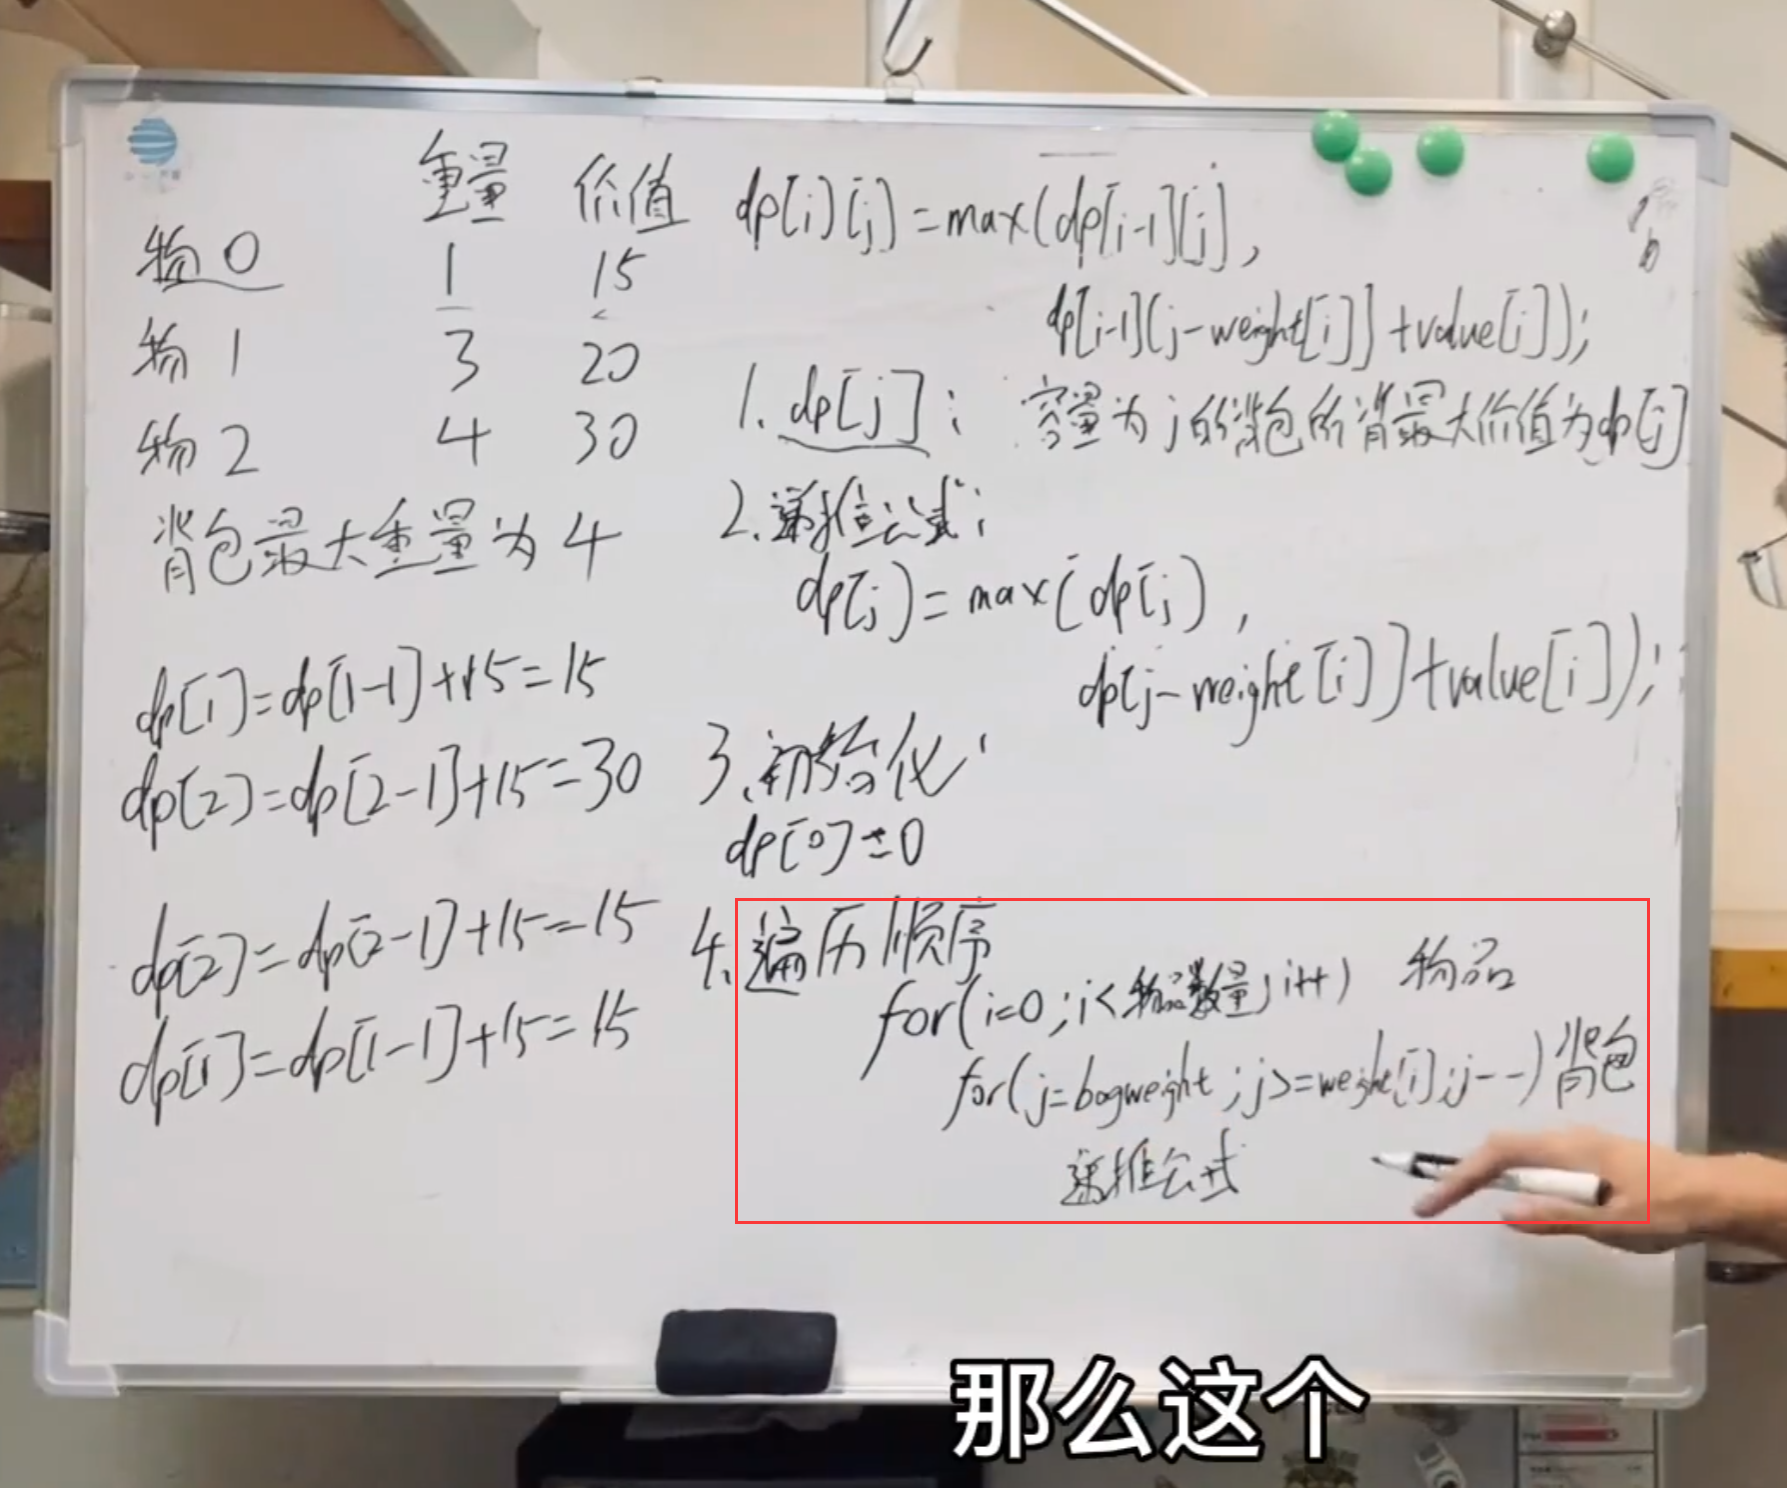 重量 价值
物0 1 15
物1 3 20
物2 4 30
背包最大重量为4
dp[1]=dp[1-1]+15=15
dp[2]=dp[2-1]+15=30
dp[2]=dp[2-1]+15=15
dp[1]=dp[1-1]+15=15
dp[i][j]=max(dp[i-1][j],
dp[i-1][j-weight[i]]+value[i]);
1. dp[j]: 容量为j的背包所背最大价值为dp[j]
2.递推公式:
dp[j]=max(dp[j],
dp[j-weight[i]]+value[i]);
3.初始化:
dp[0]=0
4.遍历顺序
for(i=0;i<物品数量;i++) 物品
for(j=bagweight;j>=weight[i];j--) 背包
递推公式
那么这个